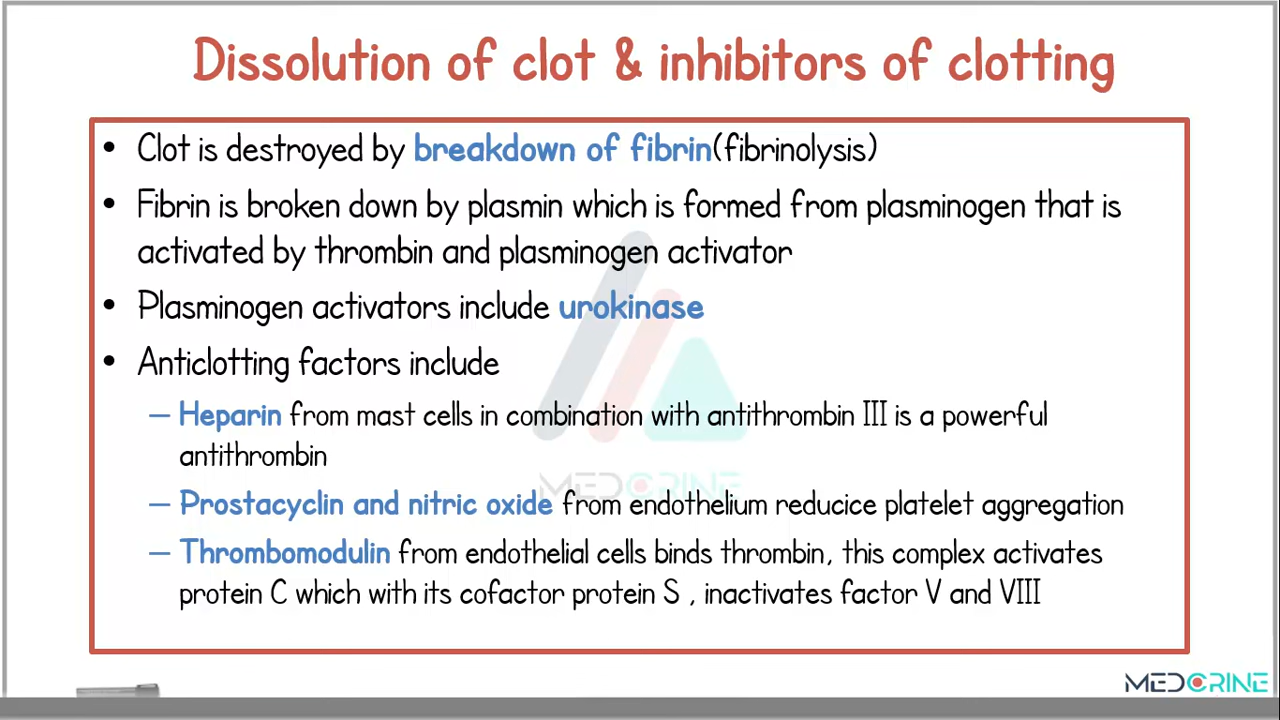 Dissolution of clot & inhibitors of clotting
• Clot is destroyed by breakdown of fibrin(fibrinolysis)
• Fibrin is broken down by plasmin which is formed from plasminogen that is
activated by thrombin and plasminogen activator
• Plasminogen activators include urokinase
• Anticlotting factors include
– Heparin from mast cells in combination with antithrombin III is a powerful
antithrombin
– Prostacyclin and nitric oxide from endothelium reducice platelet aggregation
– Thrombomodulin from endothelial cells binds thrombin, this complex activates
protein C which with its cofactor protein S , inactivates factor V and VIII
MEDCRINE
MEDCRINE